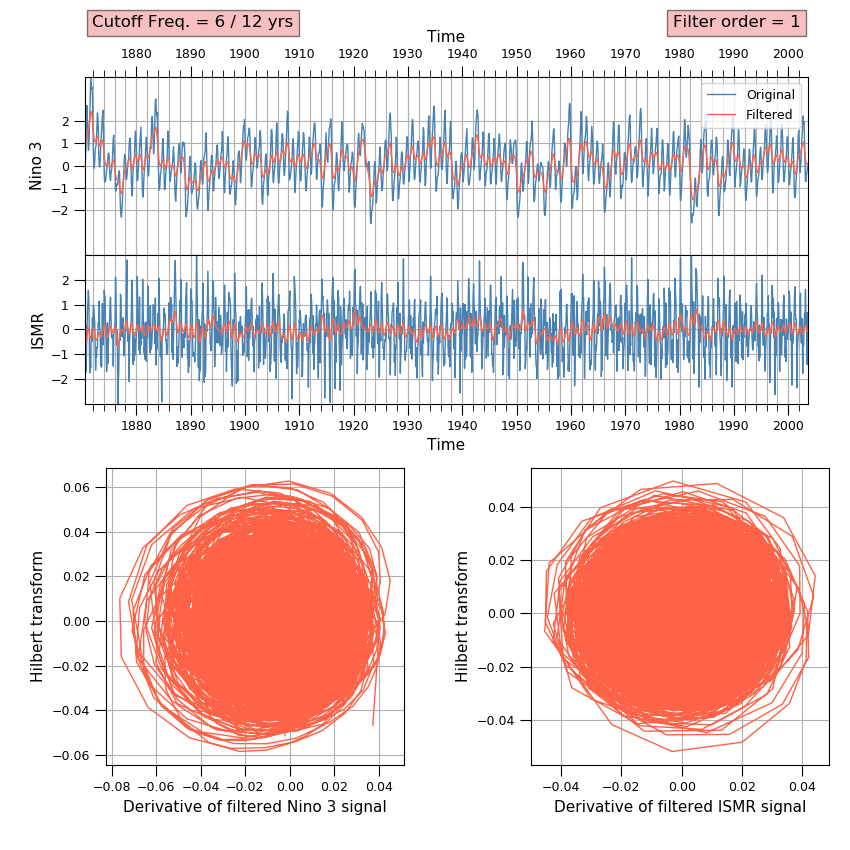 Cutoff Freq. = 6 / 12 yrs
Filter order = 1
Time
1880 1890 1900 1910 1920 1930 1940 1950 1960 1970 1980 1990 2000
Original
Filtered
Nino 3
2
1
0
−1
−2
ISMR
2
1
0
−1
−2
1880 1890 1900 1910 1920 1930 1940 1950 1960 1970 1980 1990 2000
Time
Hilbert transform
0.06
0.04
0.02
0.00
−0.02
−0.04
−0.06
−0.08 −0.06 −0.04 −0.02 0.00 0.02 0.04
Derivative of filtered Nino 3 signal
Hilbert transform
0.04
0.02
0.00
−0.02
−0.04
−0.04 −0.02 0.00 0.02 0.04
Derivative of filtered ISMR signal